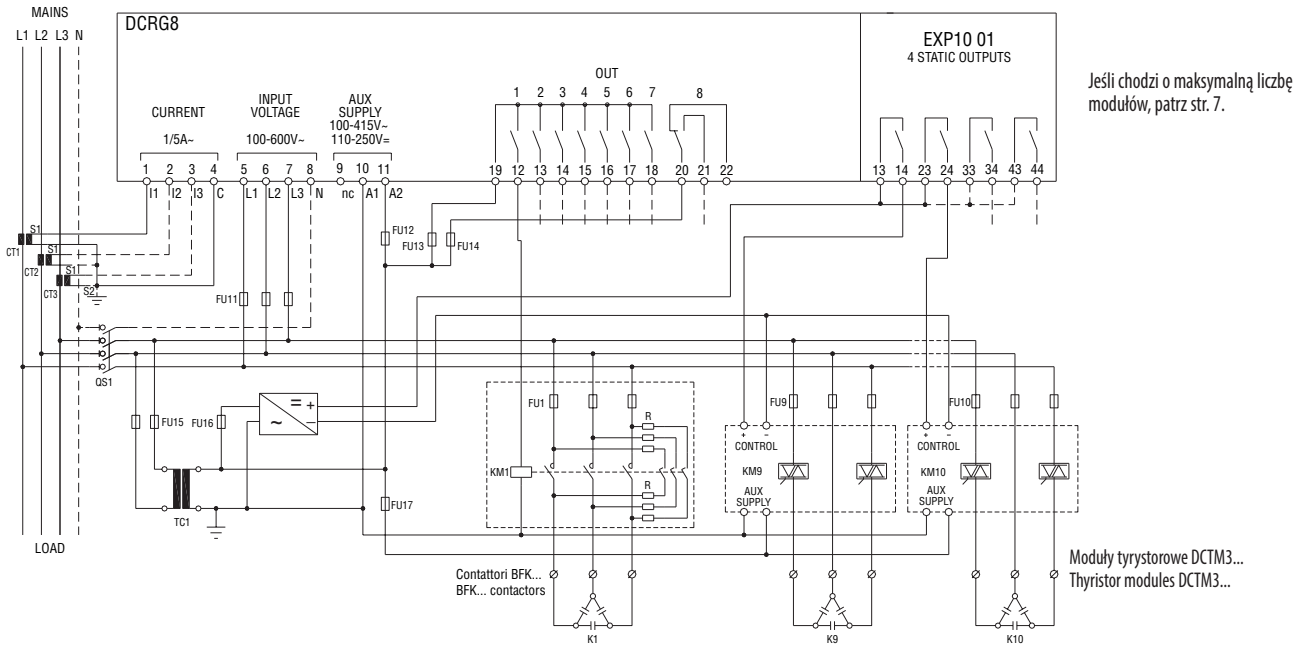 MAINS
L1 L2 L3 N
DCRG8
EXP10 01
4 STATIC OUTPUTS
Jeśli chodzi o maksymalną liczbę
modułów, patrz str. 7.
OUT
1 2 3 4 5 6 7 8
CURRENT
1/5A~
INPUT
VOLTAGE
100-600V~
AUX
SUPPLY
100-415V~
110-250V=
1 2 3 4 5 6 7 8 9 10 11
19 12 13 14 15 16 17 18 20 21 22
13 14 23 24 33 34 43 44
I1 I2 I3 C L1 L2 L3 N nc A1 A2
S1
CT1
S1
CT2
S1
CT3
S2
FU12
FU13
FU14
FU11
QS1
FU15
FU16
= +
~ –
FU1
R
KM1
R
FU17
TC1
LOAD
FU9
+ –
CONTROL
KM9
AUX
SUPPLY
FU10
+ –
CONTROL
KM10
AUX
SUPPLY
Contattori BFK...
BFK... contactors
Moduły tyrystorowe DCTM3...
Thyristor modules DCTM3...
K1
K9
K10